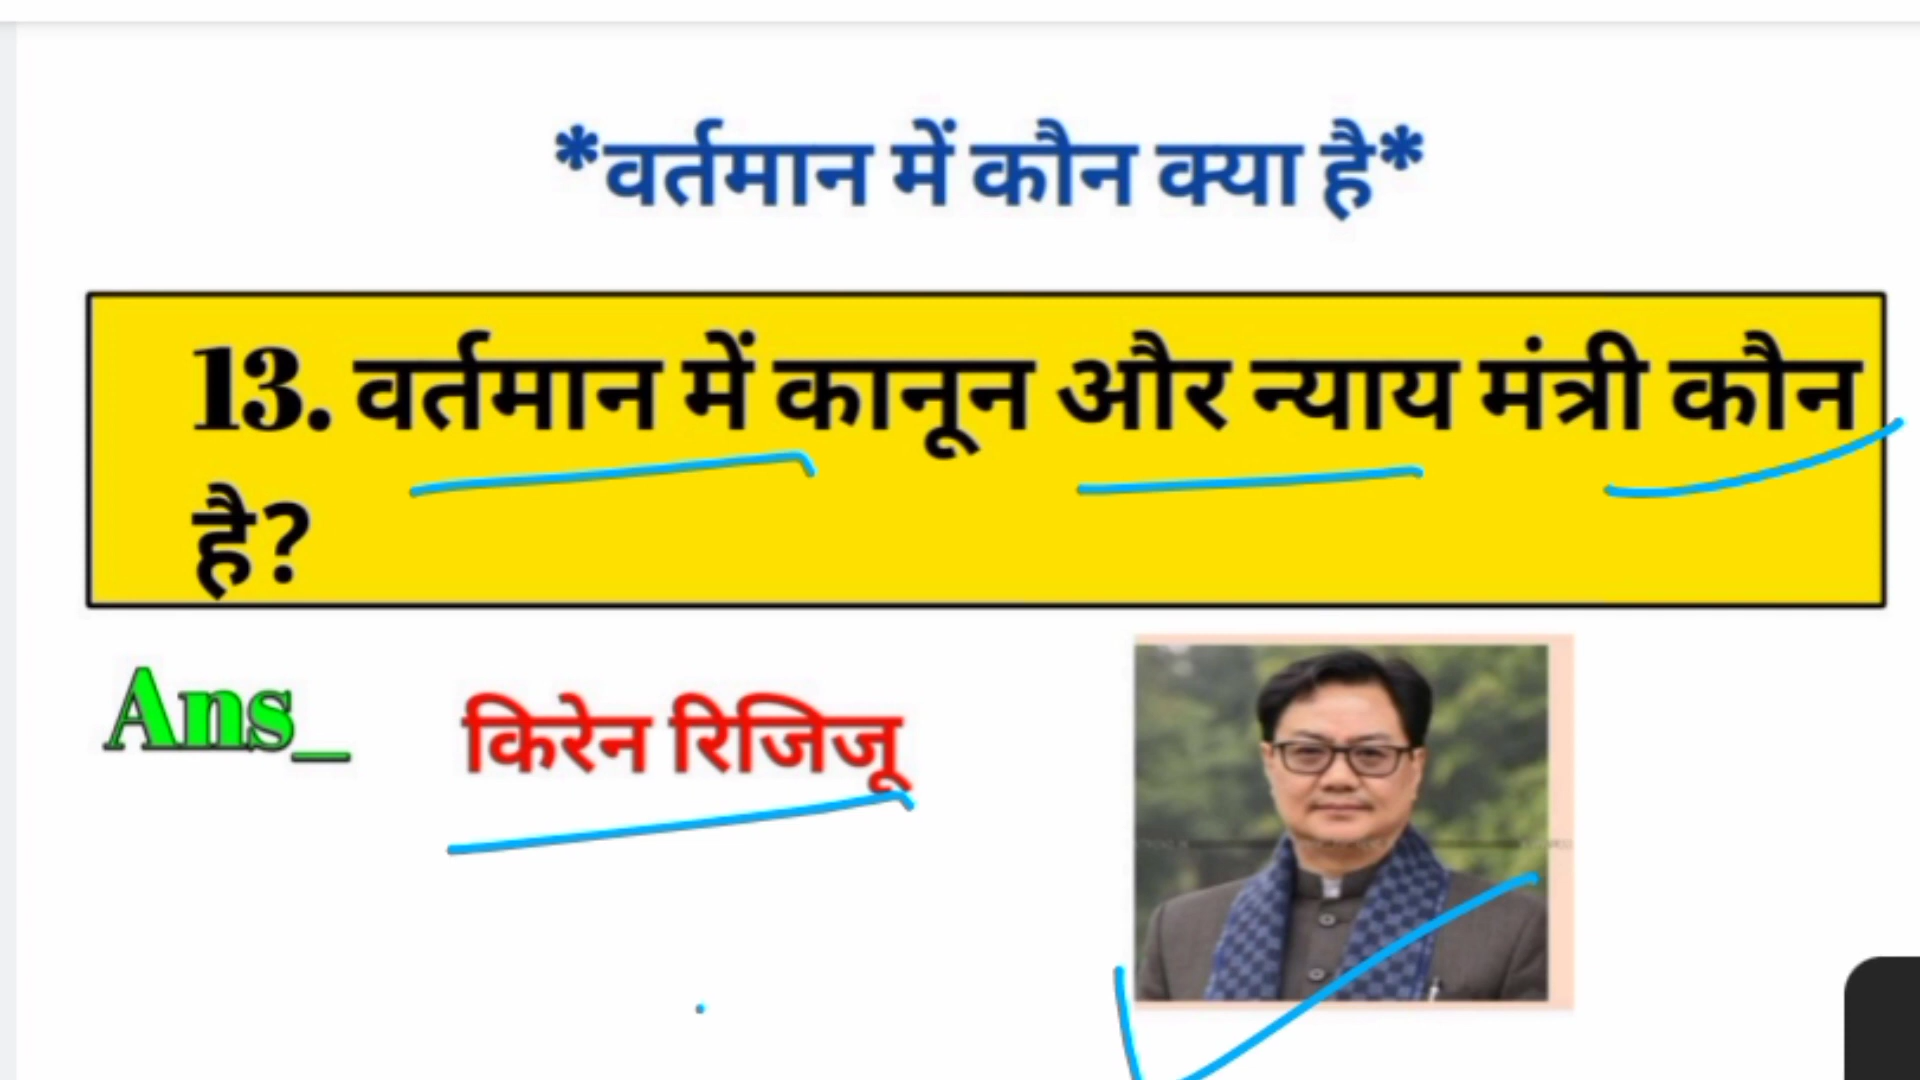 *वर्तमान में कौन क्या है*
13. वर्तमान में कानून और न्याय मंत्री कौन
है?
Ans_ किरेन रिजिजू